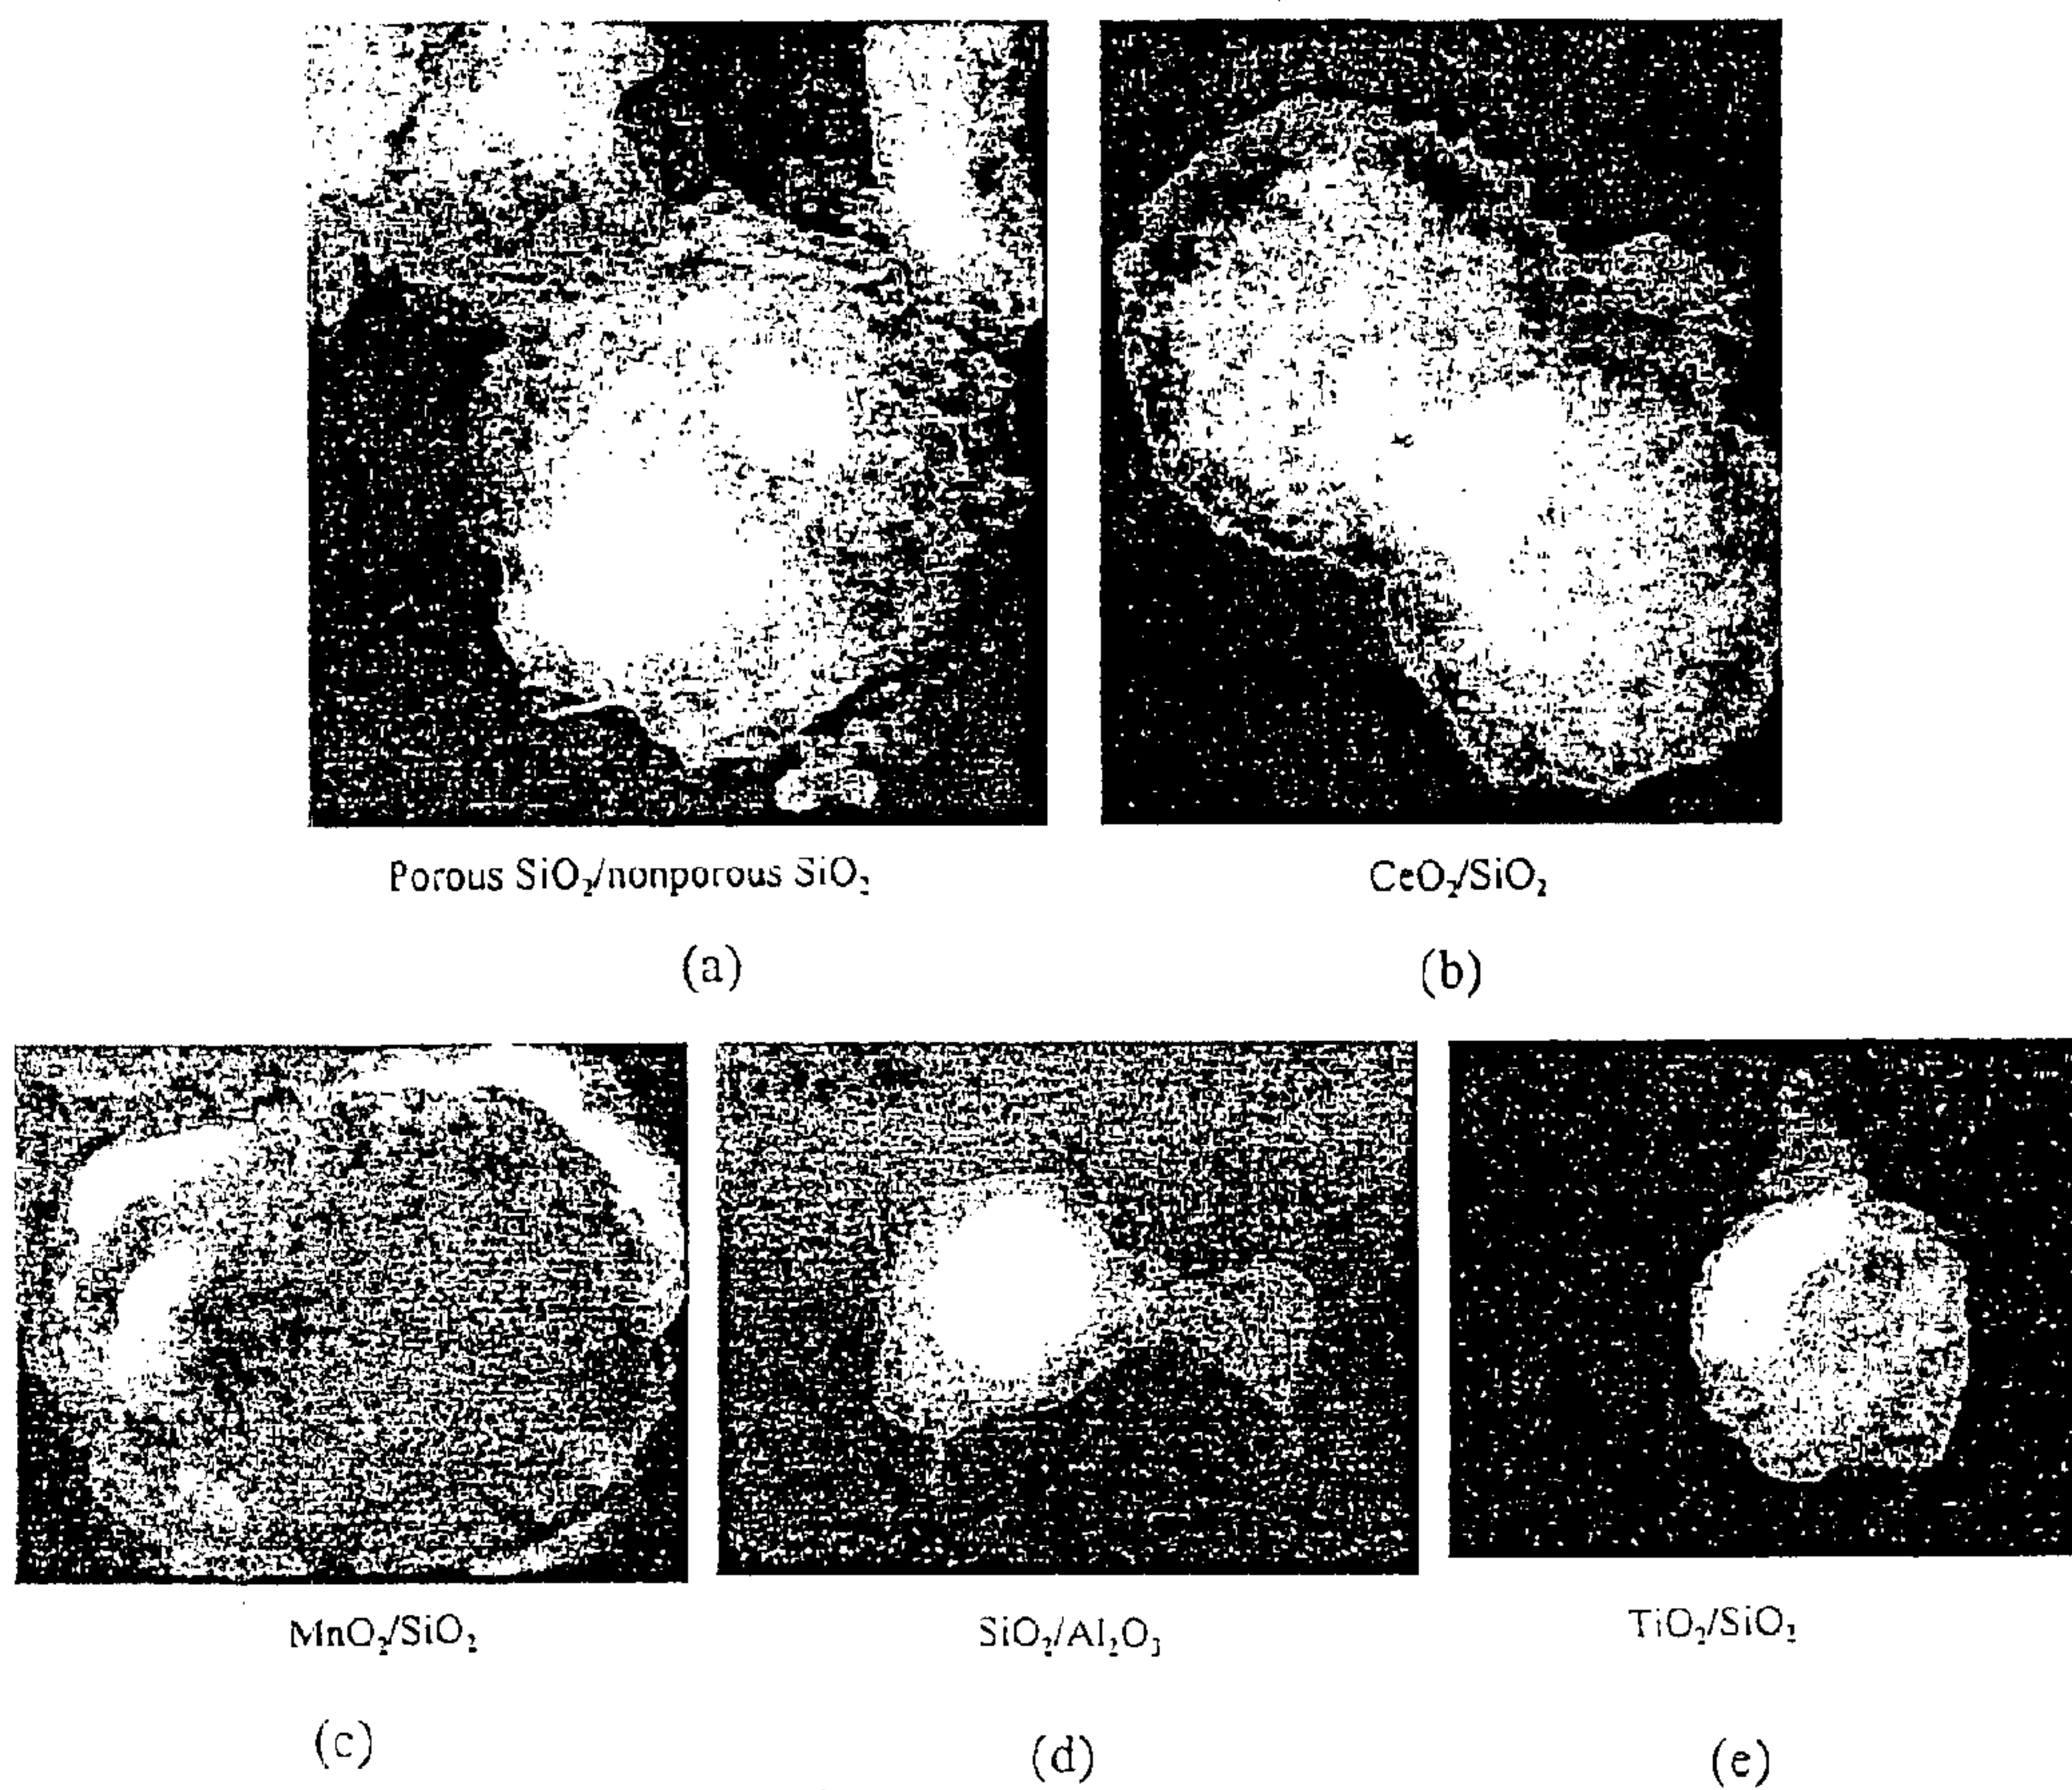 Porous SiO₂/nonporous SiO₂
CeO₂/SiO₂
(a)
(b)
MnO₂/SiO₂
SiO₂/Al₂O₃
TiO₂/SiO₂
(c)
(d)
(e)